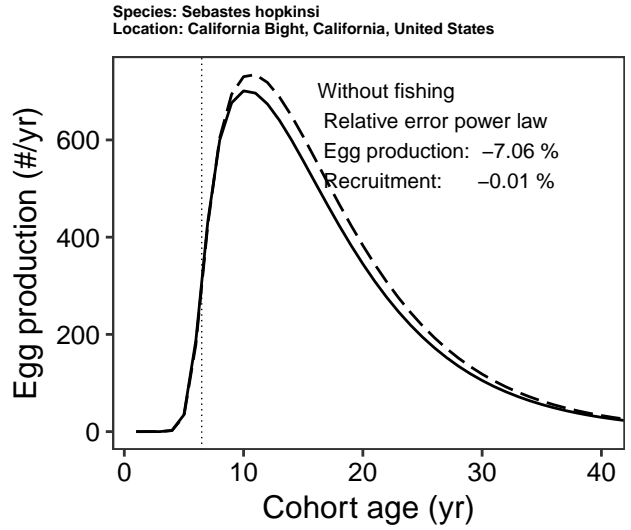 Species: Sebastes hopkinsi
Location: California Bight, California, United States
Without fishing
Relative error power law
Egg production: −7.06 %
Recruitment: −0.01 %
Egg production (#/yr)
600
400
200
0
0 10 20 30 40
Cohort age (yr)